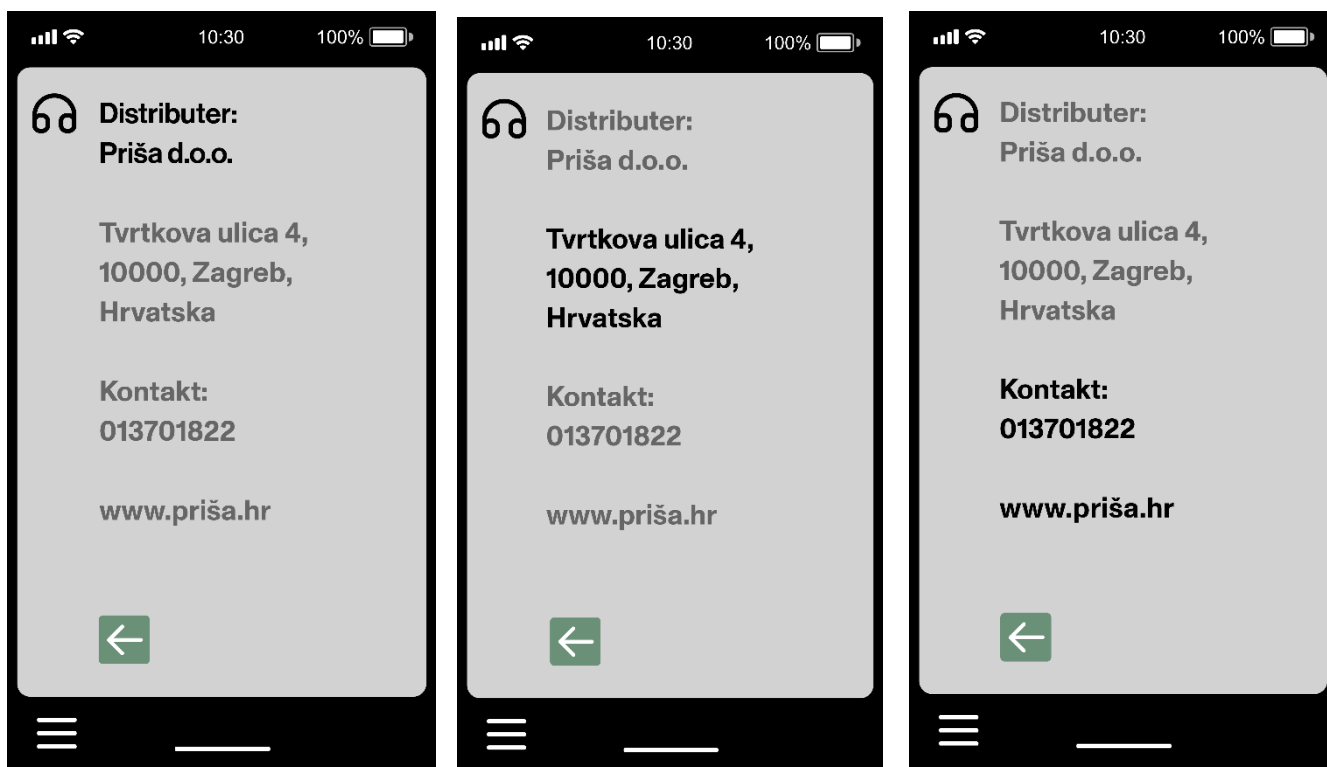 10:30 100%
Distributer:
Priša d.o.o.
Tvrtkova ulica 4,
10000, Zagreb,
Hrvatska
Kontakt:
013701822
www.priša.hr
10:30 100%
Distributer:
Priša d.o.o.
Tvrtkova ulica 4,
10000, Zagreb,
Hrvatska
Kontakt:
013701822
www.priša.hr
10:30 100%
Distributer:
Priša d.o.o.
Tvrtkova ulica 4,
10000, Zagreb,
Hrvatska
Kontakt:
013701822
www.priša.hr